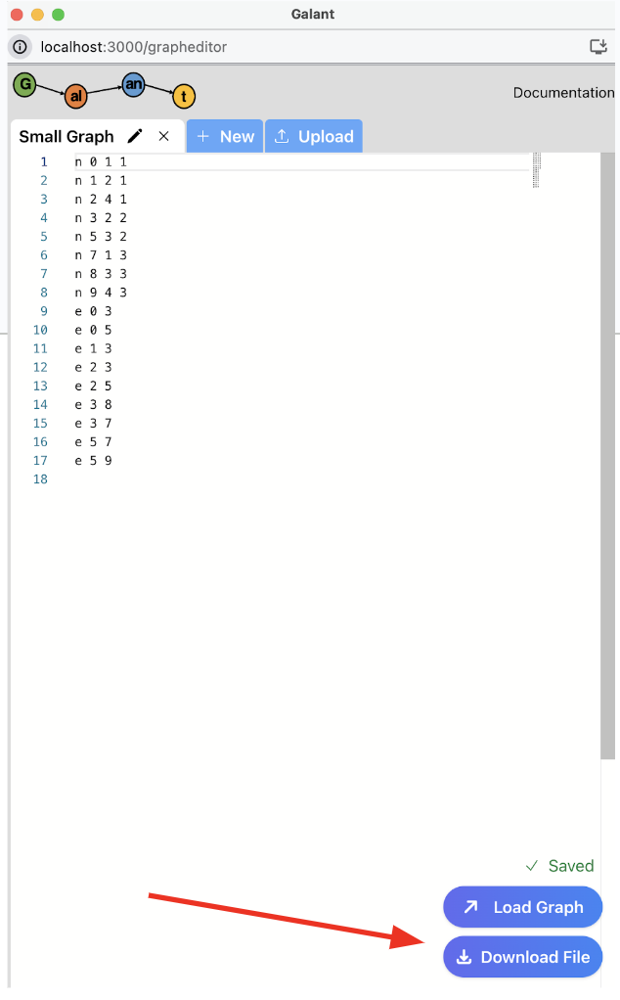 Galant
localhost:3000/grapheditor
G al an t
Documentation
Small Graph
New
Upload
1 n 0 1 1
2 n 1 2 1
3 n 2 4 1
4 n 3 2 2
5 n 5 3 2
6 n 7 1 3
7 n 8 3 3
8 n 9 4 3
9 e 0 3
10 e 0 5
11 e 1 3
12 e 2 3
13 e 2 5
14 e 3 8
15 e 3 7
16 e 5 7
17 e 5 9
18
Saved
Load Graph
Download File